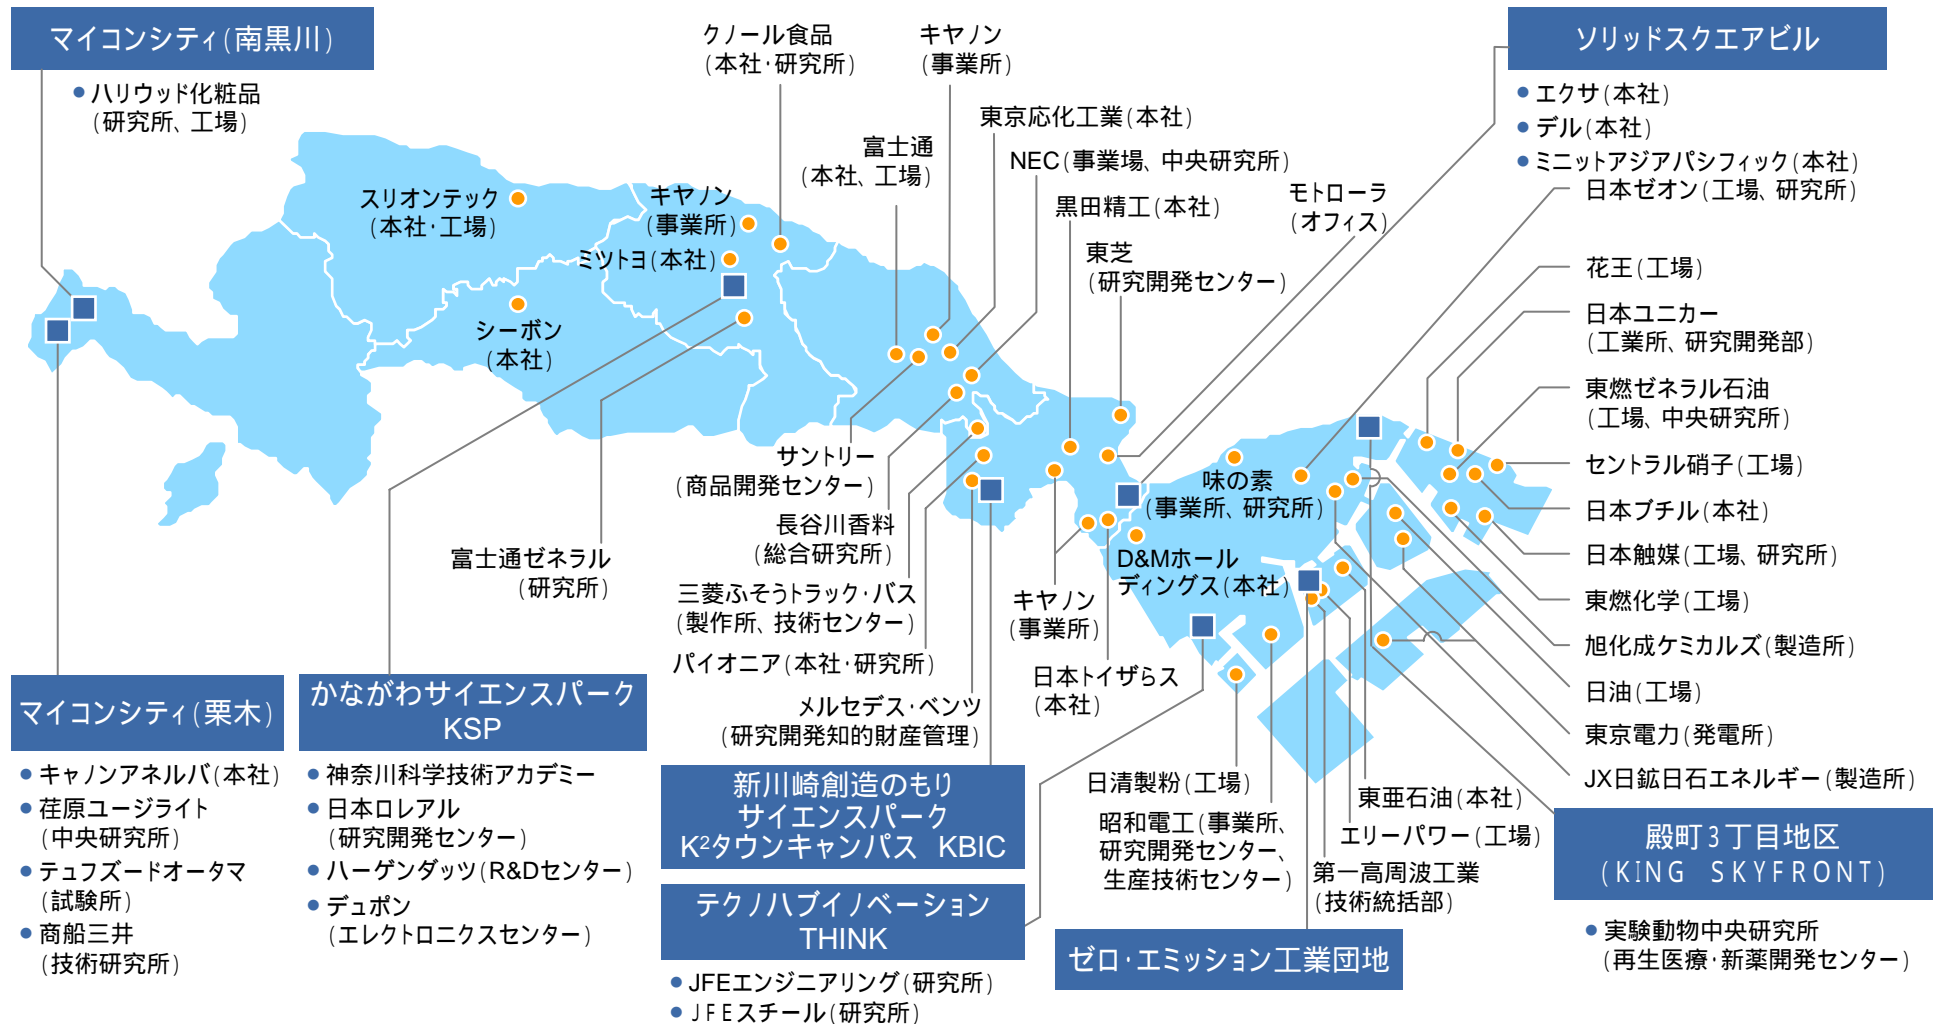 マイコンシティ(南黒川)
● ハリウッド化粧品
(研究所、工場)
クノール食品
(本社・研究所)
キヤノン
(事業所)
ソリッドスクエアビル
● エクサ(本社)
● デル(本社)
● ミニットアジアパシフィック(本社)
東京応化工業(本社)
富士通
(本社、工場)
NEC(事業場、中央研究所)
モトローラ
(オフィス)
黒田精工(本社)
東芝
(研究開発センター)
スリオンテック
(本社・工場)
キヤノン
(事業所)
ミツトヨ(本社)
シーボン
(本社)
日本ゼオン(工場、研究所)
花王(工場)
日本ユニカー
(工業所、研究開発部)
東燃ゼネラル石油
(工場、中央研究所)
セントラル硝子(工場)
日本ブチル(本社)
日本触媒(工場、研究所)
東燃化学(工場)
旭化成ケミカルズ(製造所)
日油(工場)
東京電力(発電所)
JX日鉱日石エネルギー(製造所)
サントリー
(商品開発センター)
長谷川香料
(総合研究所)
富士通ゼネラル
(研究所)
三菱ふそうトラック・バス
(製作所、技術センター)
パイオニア(本社・研究所)
メルセデス・ベンツ
(研究開発知的財産管理)
味の素
(事業所、研究所)
D&Mホール
ディングス(本社)
キヤノン
(事業所)
日本トイザらス
(本社)
日清製粉(工場)
昭和電工(事業所、
研究開発センター、
生産技術センター)
東亜石油(本社)
エリーパワー(工場)
第一高周波工業
(技術統括部)
マイコンシティ(栗木)
● キャノンアネルバ(本社)
● 荏原ユージライト
(中央研究所)
● テュフズードオータマ
(試験所)
● 商船三井
(技術研究所)
かながわサイエンスパーク
KSP
● 神奈川科学技術アカデミー
● 日本ロレアル
(研究開発センター)
● ハーゲンダッツ(R&Dセンター)
● デュポン
(エレクトロニクスセンター)
新川崎創造のもり
サイエンスパーク
K²タウンキャンパス KBIC
テクノハブイノベーション
THINK
● JFEエンジニアリング(研究所)
● JFEスチール(研究所)
ゼロ・エミッション工業団地
殿町3丁目地区
(KING SKYFRONT)
● 実験動物中央研究所
(再生医療・新薬開発センター)